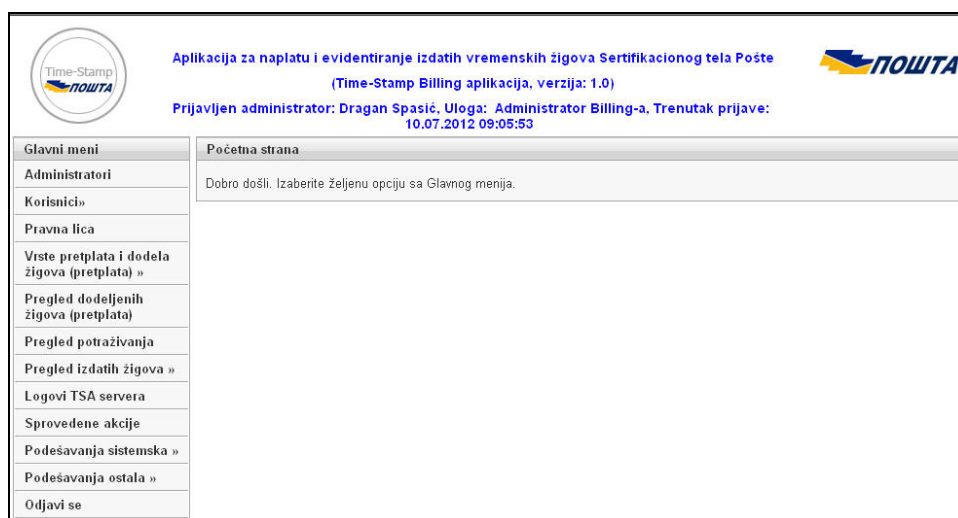 Time-Stamp
ПОШТА
Aplikacija za naplatu i evidentiranje izdatih vremenskih žigova Sertifikacionog tela Pošte
(Time-Stamp Billing aplikacija, verzija: 1.0)
Prijavljen administrator: Dragan Spasić, Uloga: Administrator Billing-a, Trenutak prijave:
10.07.2012 09:05:53
ПОШТА
Glavni meni
Administratori
Korisnici»
Pravna lica
Vrste pretplata i dodela
žigova (pretplata) »
Pregled dodeljenih
žigova (pretplata)
Pregled potraživanja
Pregled izdatih žigova »
Logovi TSA servera
Sprovedene akcije
Podešavanja sistemska »
Podešavanja ostala »
Odjavi se
Početna strana
Dobro došli. Izaberite željenu opciju sa Glavnog menija.